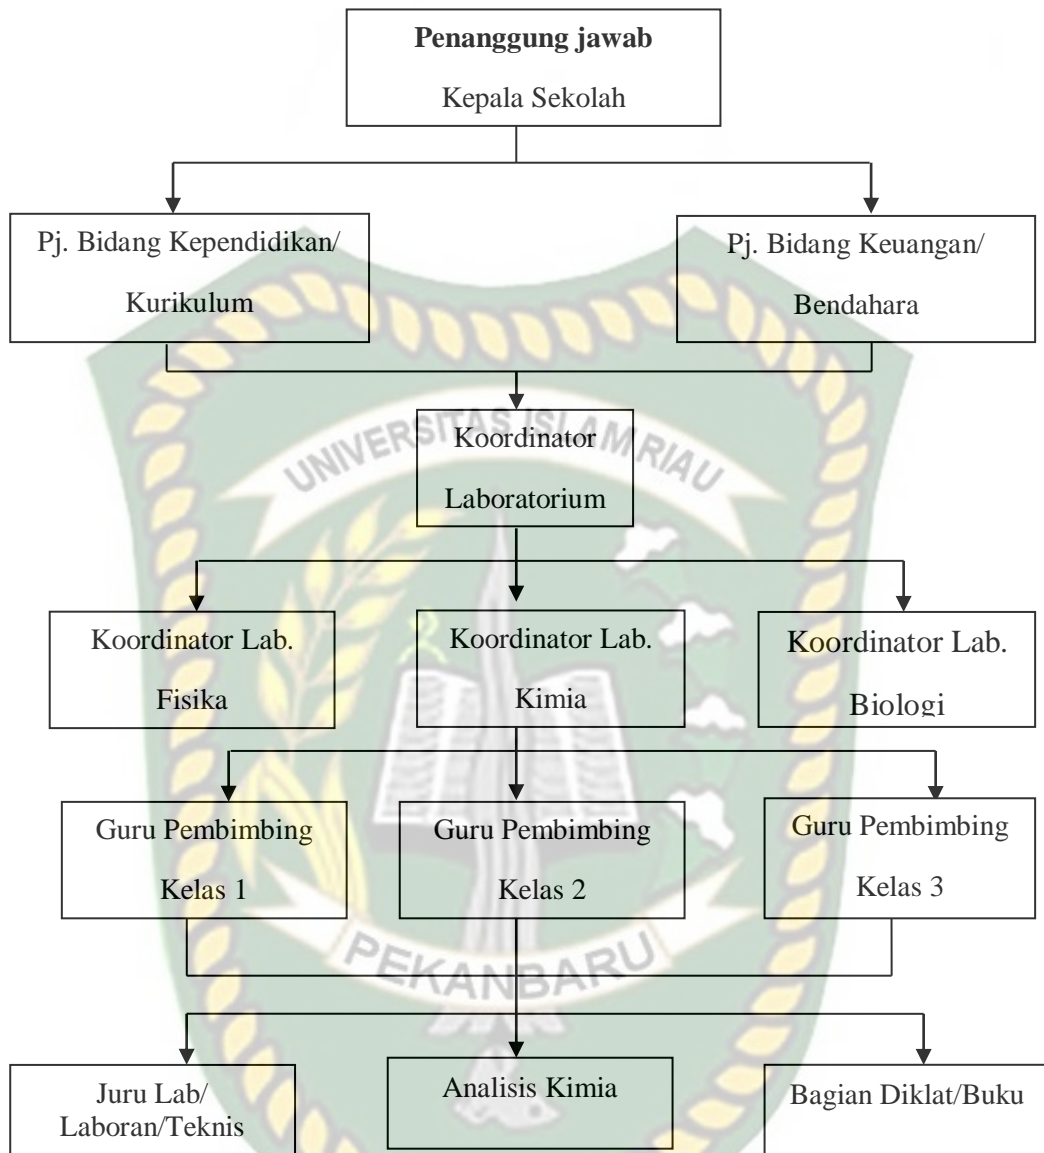 Penanggung jawab
Kepala Sekolah
Pj. Bidang Kependidikan/
Kurikulum
Pj. Bidang Keuangan/
Bendahara
UNIVERSITAS ISLAM RIAU
Koordinator
Laboratorium
Koordinator Lab.
Fisika
Koordinator Lab.
Kimia
Koordinator Lab.
Biologi
Guru Pembimbing
Kelas 1
Guru Pembimbing
Kelas 2
Guru Pembimbing
Kelas 3
PEKANBARU
Juru Lab/
Laboran/Teknis
Analisis Kimia
Bagian Diklat/Buku